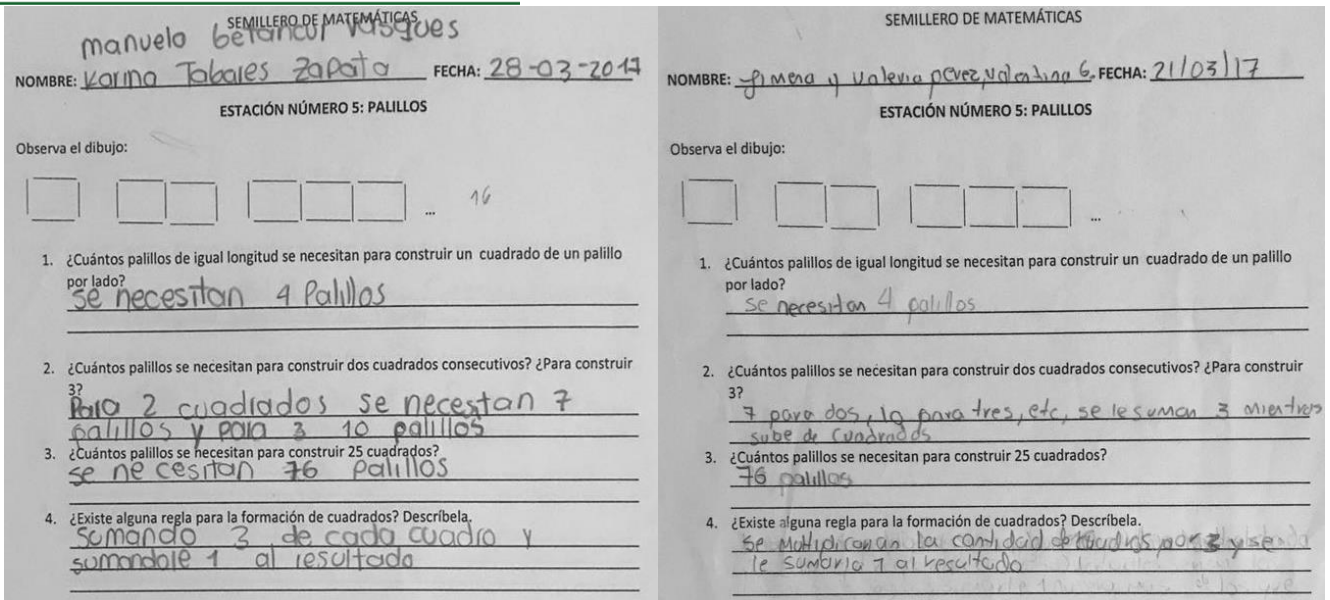 SEMILLERO DE MATEMÁTICAS
manuelo betancur vasques
NOMBRE: Karina Tabares Zapata FECHA: 28-03-2017
ESTACIÓN NÚMERO 5: PALILLOS
Observa el dibujo:
... 16
1. ¿Cuántos palillos de igual longitud se necesitan para construir un cuadrado de un palillo
por lado?
se necesitan 4 Palillos
2. ¿Cuántos palillos se necesitan para construir dos cuadrados consecutivos? ¿Para construir
3?
Para 2 cuadrados se necestan 7
palillos y para 3 10 palillos
3. ¿Cuántos palillos se necesitan para construir 25 cuadrados?
se ne cesitan 76 palillos
4. ¿Existe alguna regla para la formación de cuadrados? Descríbela.
Sumando 3 de cada cuadro y
sumandole 1 al resultado
SEMILLERO DE MATEMÁTICAS
NOMBRE: y Valeria perez, Valentina G. FECHA: 21/03/17
ESTACIÓN NÚMERO 5: PALILLOS
Observa el dibujo:
...
1. ¿Cuántos palillos de igual longitud se necesitan para construir un cuadrado de un palillo
por lado?
se necesitan 4 palillos
2. ¿Cuántos palillos se necesitan para construir dos cuadrados consecutivos? ¿Para construir
3?
7 para dos, 10 para tres, etc, se le suman 3 mientras
sube de cuadrados
3. ¿Cuántos palillos se necesitan para construir 25 cuadrados?
76 palillos
4. ¿Existe alguna regla para la formación de cuadrados? Descríbela.
se la cantidad de cuadros por 3 y se
le sumaria 1 al resultado